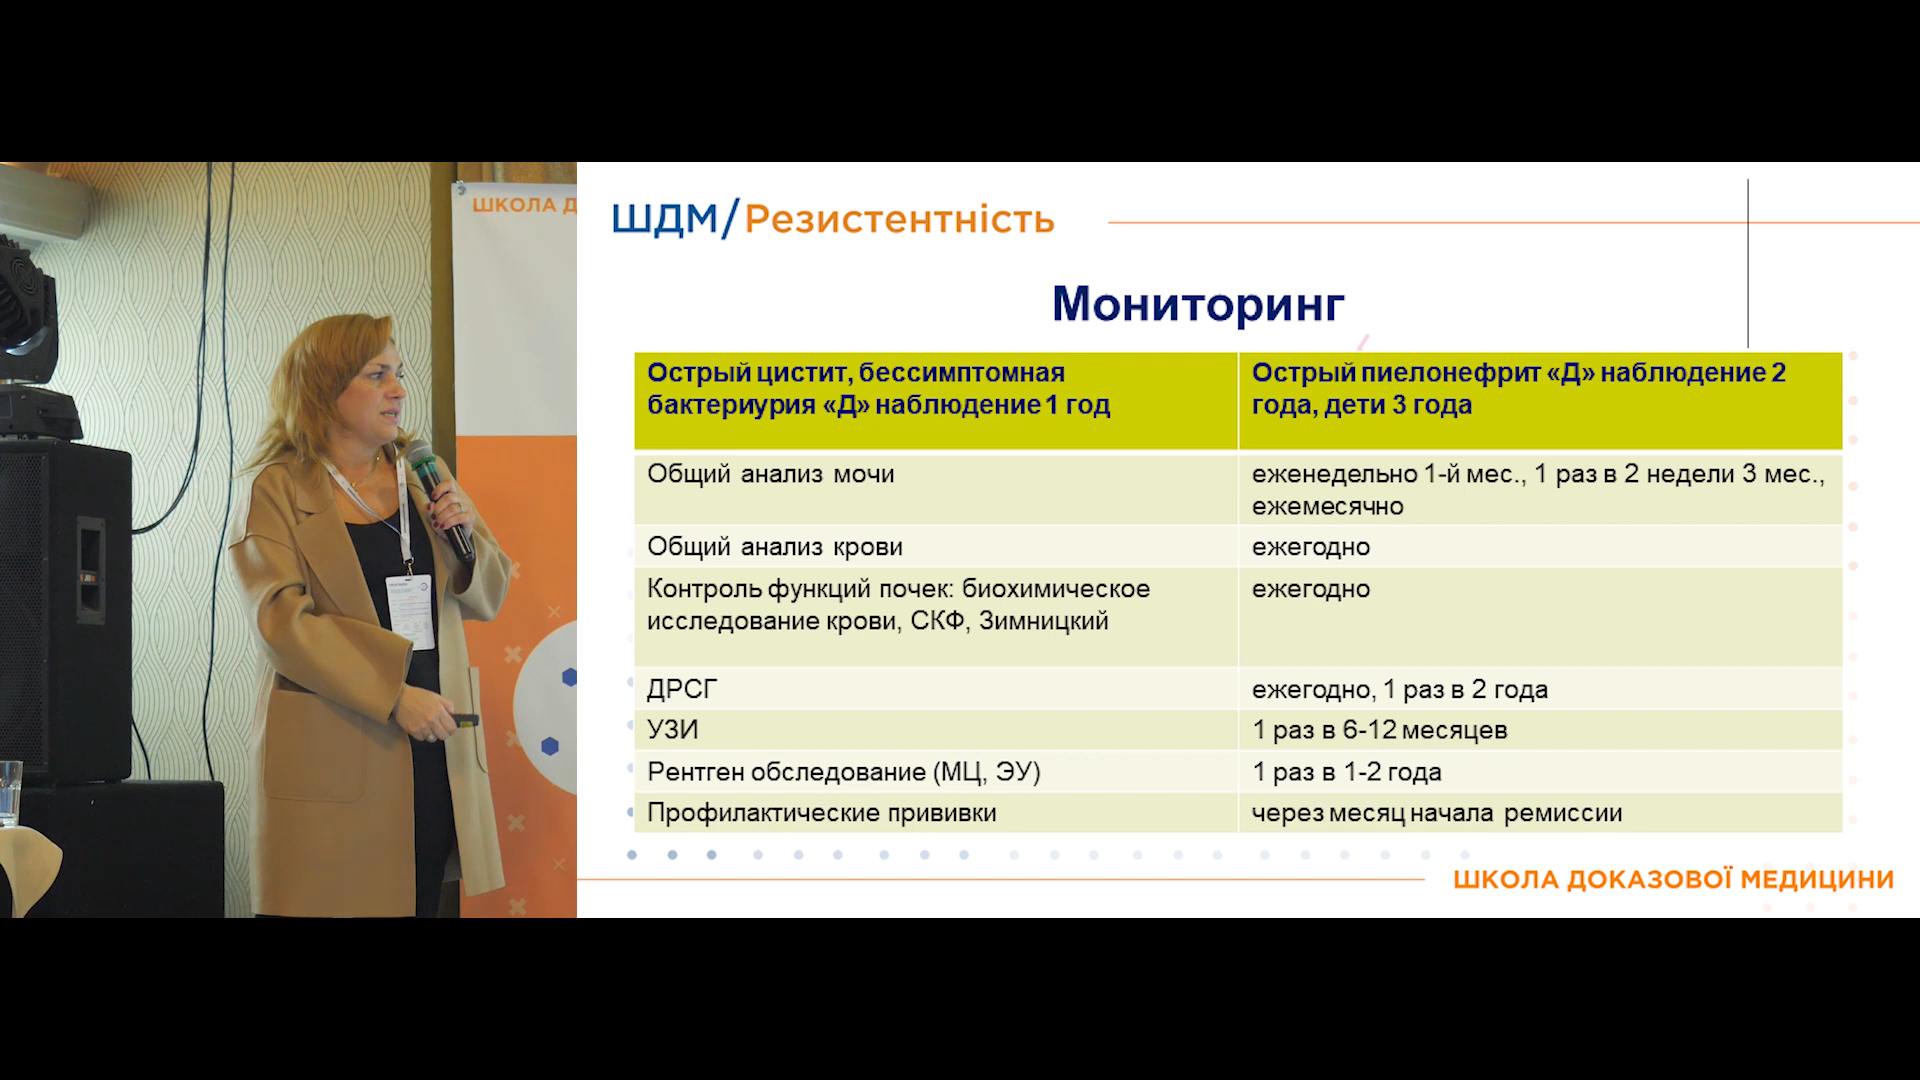 ШКОЛА Д
ШДМ/Резистентність
Мониторинг
Острый цистит, бессимптомная
бактериурия «Д» наблюдение 1 год
Острый пиелонефрит «Д» наблюдение 2
года, дети 3 года
Общий анализ мочи
еженедельно 1-й мес., 1 раз в 2 недели 3 мес.,
ежемесячно
Общий анализ крови
ежегодно
Контроль функций почек: биохимическое
исследование крови, СКФ, Зимницкий
ежегодно
ДРСГ
ежегодно, 1 раз в 2 года
УЗИ
1 раз в 6-12 месяцев
Рентген обследование (МЦ, ЭУ)
1 раз в 1-2 года
Профилактические прививки
через месяц начала ремиссии
ШКОЛА ДОКАЗОВОЇ МЕДИЦИНИ